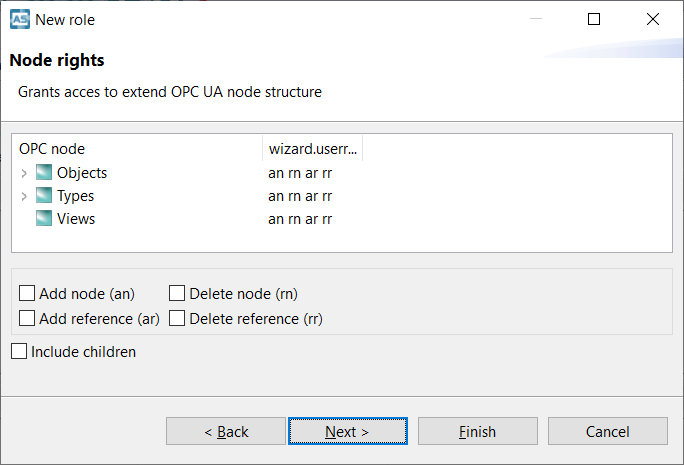 New role
Node rights
Grants acces to extend OPC UA node structure
OPC node wizard.userr...
Objects an rn ar rr
Types an rn ar rr
Views an rn ar rr
Add node (an) Delete node (rn)
Add reference (ar) Delete reference (rr)
Include children
< Back Next > Finish Cancel